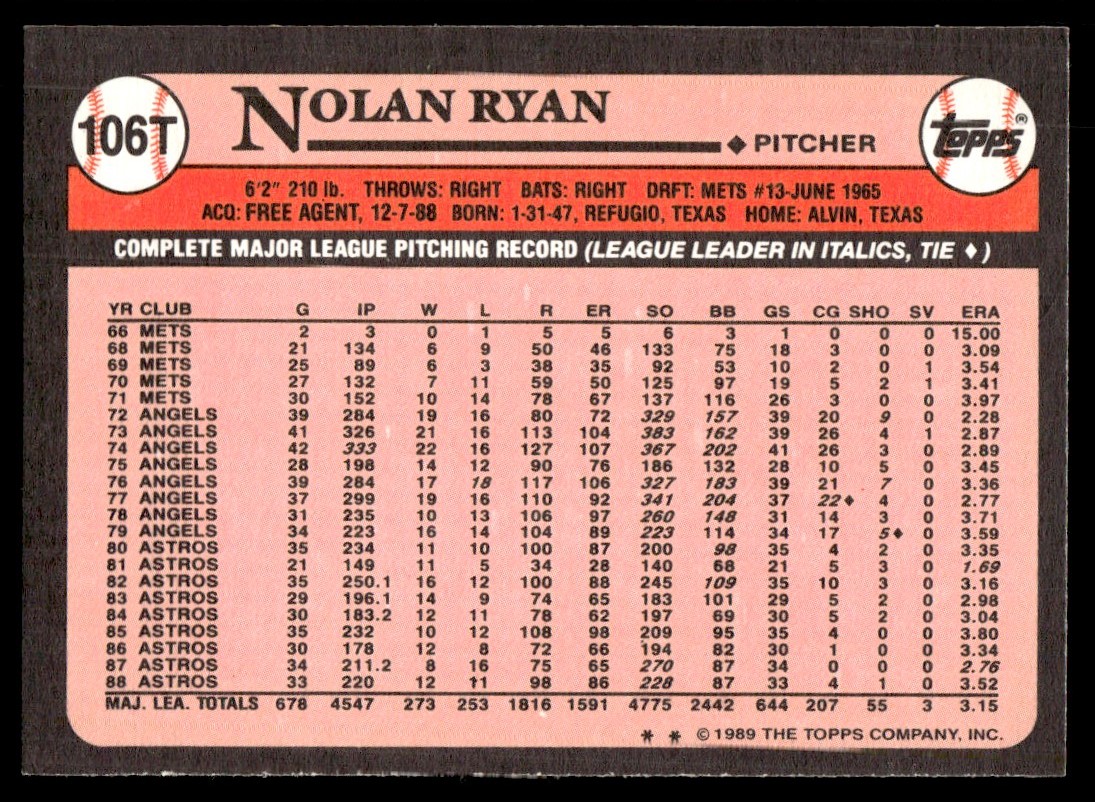 106T
NOLAN RYAN
◆ PITCHER
TOPPS®
6'2" 210 lb. THROWS: RIGHT BATS: RIGHT DRFT: METS #13-JUNE 1965
ACQ: FREE AGENT, 12-7-88 BORN: 1-31-47, REFUGIO, TEXAS HOME: ALVIN, TEXAS
COMPLETE MAJOR LEAGUE PITCHING RECORD (LEAGUE LEADER IN ITALICS, TIE ♦)
YR CLUB G IP W L R ER SO BB GS CG SHO SV ERA
66 METS 2 3 0 1 5 5 6 3 1 0 0 0 15.00
68 METS 21 134 6 9 50 46 133 75 18 3 0 0 3.09
69 METS 25 89 6 3 38 35 92 53 10 2 0 1 3.54
70 METS 27 132 7 11 59 50 125 97 19 5 2 1 3.41
71 METS 30 152 10 14 78 67 137 116 26 3 0 0 3.97
72 ANGELS 39 284 19 16 80 72 329 157 39 20 9 0 2.28
73 ANGELS 41 326 21 16 113 104 383 162 39 26 4 1 2.87
74 ANGELS 42 333 22 16 127 107 367 202 41 26 3 0 2.89
75 ANGELS 28 198 14 12 90 76 186 132 28 10 5 0 3.45
76 ANGELS 39 284 17 18 117 106 327 183 39 21 7 0 3.36
77 ANGELS 37 299 19 16 110 92 341 204 37 22♦ 4 0 2.77
78 ANGELS 31 235 10 13 106 97 260 148 31 14 3 0 3.71
79 ANGELS 34 223 16 14 104 89 223 114 34 17 5♦ 0 3.59
80 ASTROS 35 234 11 10 100 87 200 98 35 4 2 0 3.35
81 ASTROS 21 149 11 5 34 28 140 68 21 5 3 0 1.69
82 ASTROS 35 250.1 16 12 100 88 245 109 35 10 3 0 3.16
83 ASTROS 29 196.1 14 9 74 65 183 101 29 5 2 0 2.98
84 ASTROS 30 183.2 12 11 78 62 197 69 30 5 2 0 3.04
85 ASTROS 35 232 10 12 108 98 209 95 35 4 0 0 3.80
86 ASTROS 30 178 12 8 72 66 194 82 30 1 0 0 3.34
87 ASTROS 34 211.2 8 16 75 65 270 87 34 0 0 0 2.76
88 ASTROS 33 220 12 11 98 86 228 87 33 4 1 0 3.52
MAJ. LEA. TOTALS 678 4547 273 253 1816 1591 4775 2442 644 207 55 3 3.15
* * © 1989 THE TOPPS COMPANY, INC.